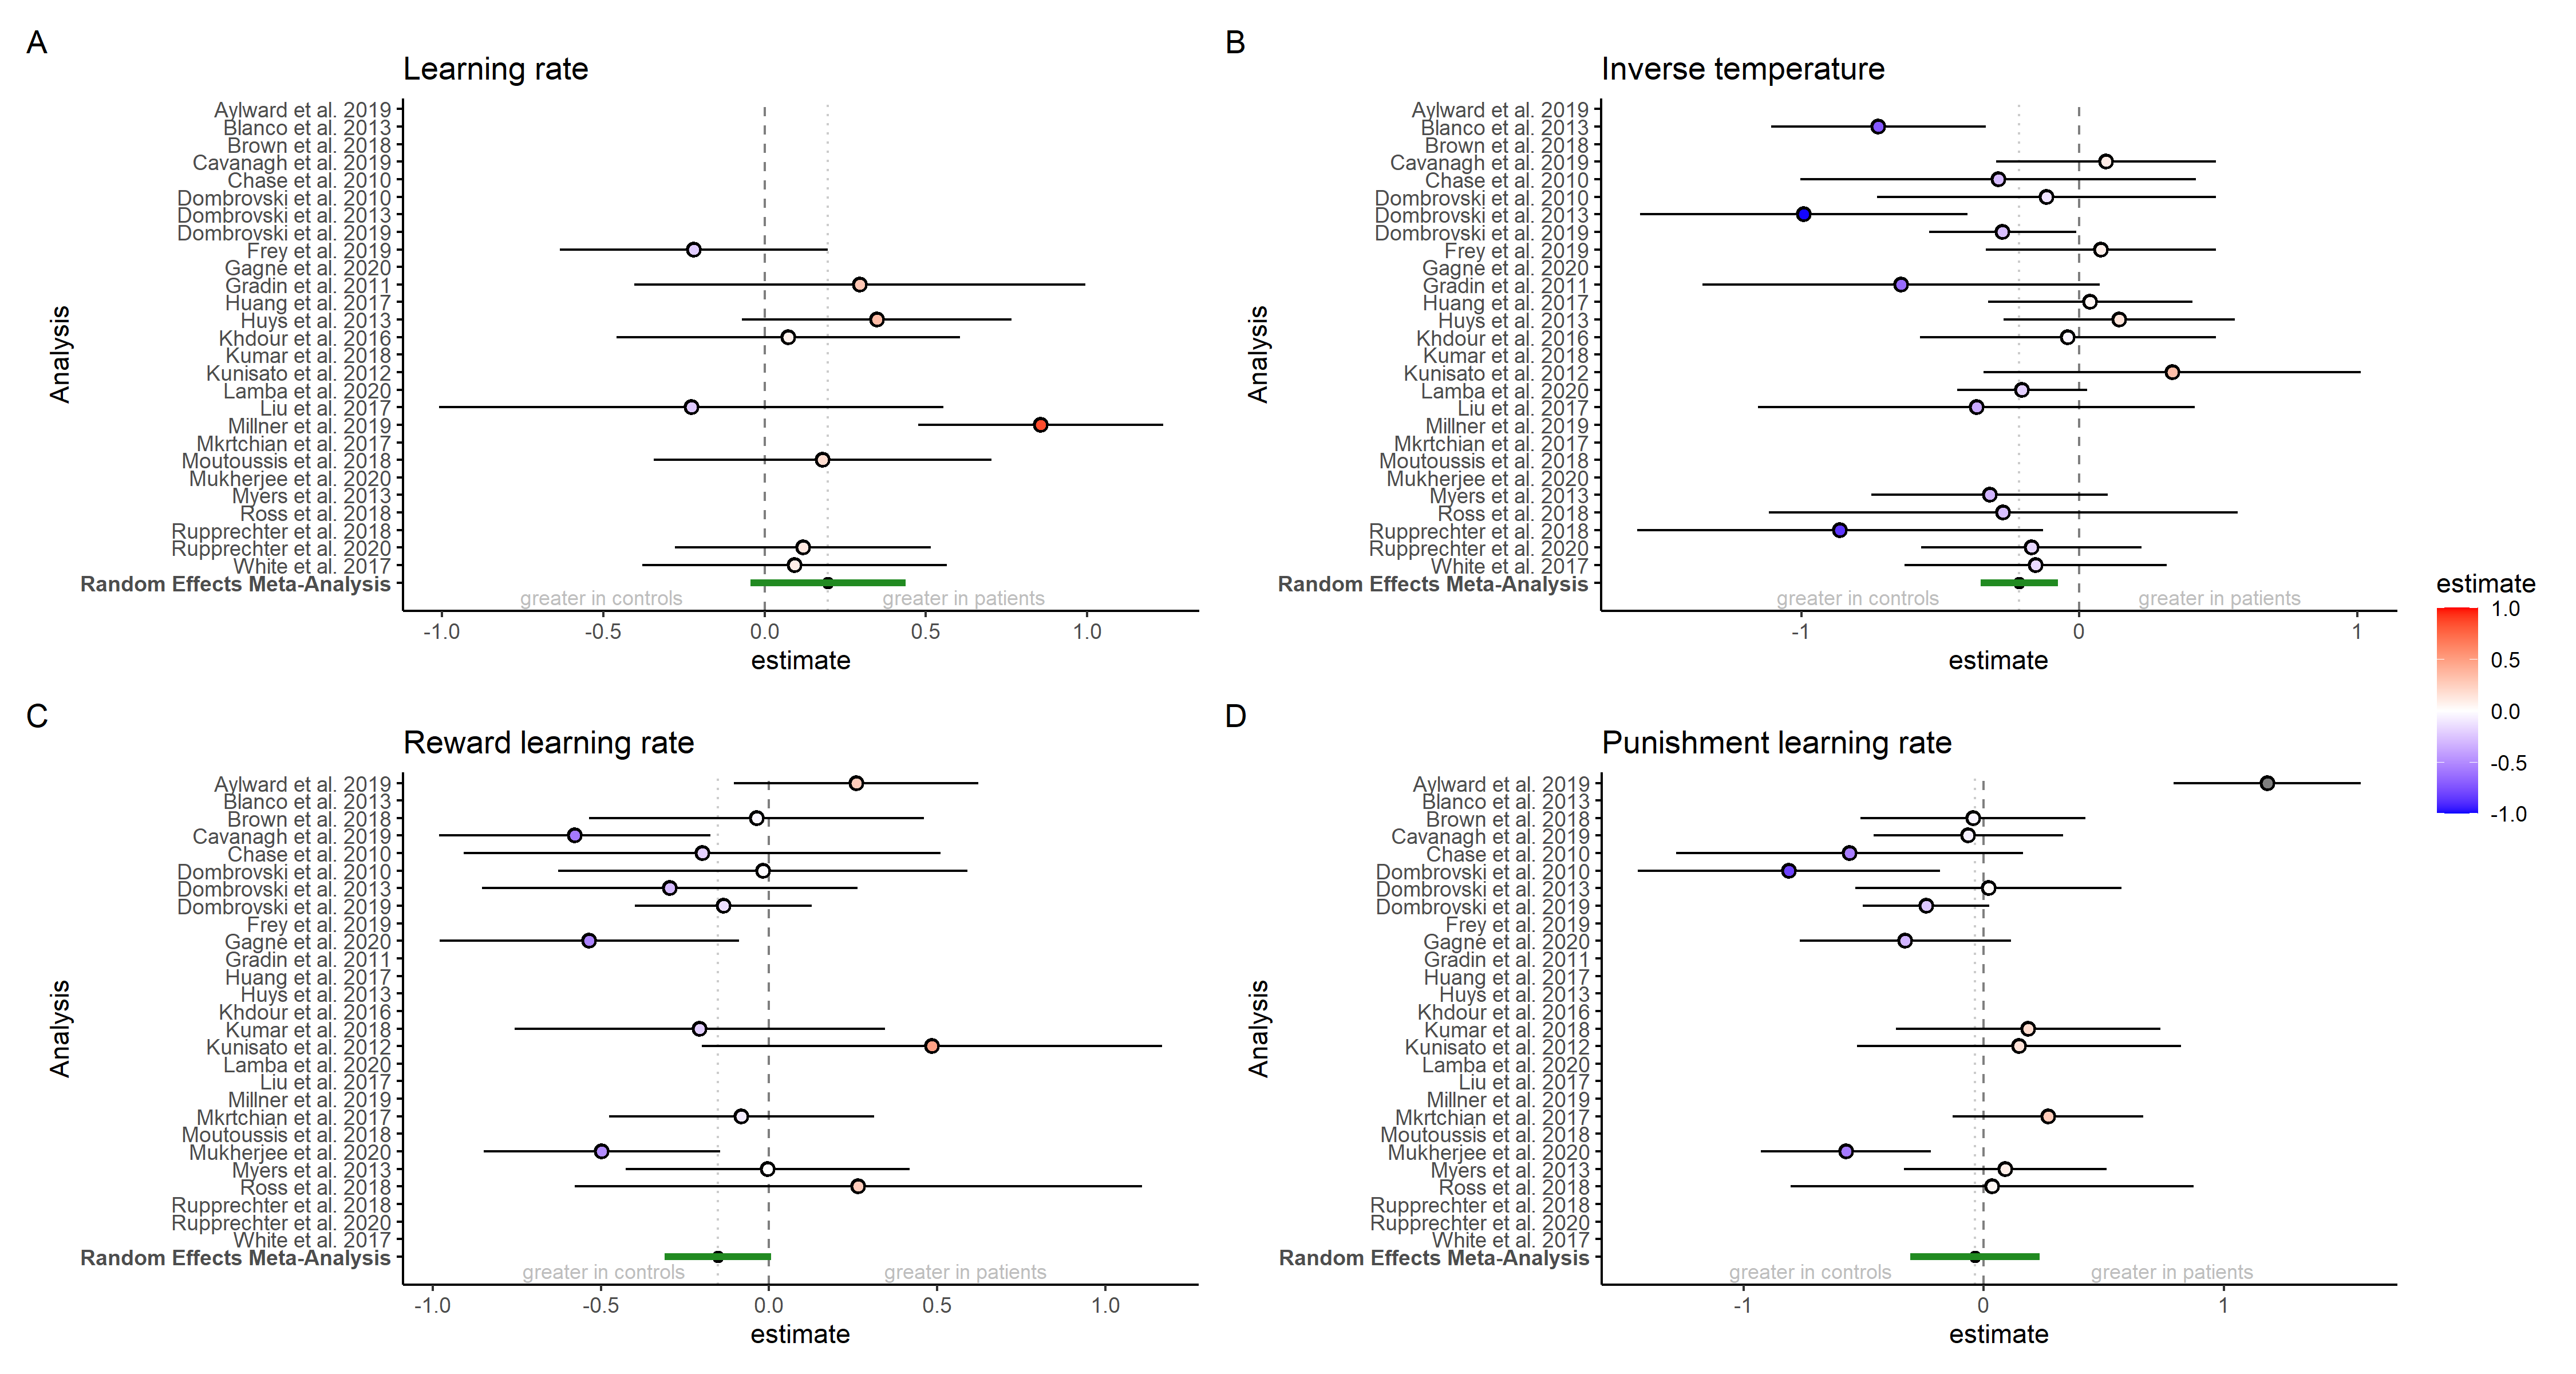 A
Learning rate
Analysis
Aylward et al. 2019
Blanco et al. 2013
Brown et al. 2018
Cavanagh et al. 2019
Chase et al. 2010
Dombrovski et al. 2010
Dombrovski et al. 2013
Dombrovski et al. 2019
Frey et al. 2019
Gagne et al. 2020
Gradin et al. 2011
Huang et al. 2017
Huys et al. 2013
Khdour et al. 2016
Kumar et al. 2018
Kunisato et al. 2012
Lamba et al. 2020
Liu et al. 2017
Millner et al. 2019
Mkrtchian et al. 2017
Moutoussis et al. 2018
Mukherjee et al. 2020
Myers et al. 2013
Ross et al. 2018
Rupprechter et al. 2018
Rupprechter et al. 2020
White et al. 2017
Random Effects Meta-Analysis
greater in controls greater in patients
-1.0 -0.5 0.0 0.5 1.0
estimate
B
Inverse temperature
Analysis
Aylward et al. 2019
Blanco et al. 2013
Brown et al. 2018
Cavanagh et al. 2019
Chase et al. 2010
Dombrovski et al. 2010
Dombrovski et al. 2013
Dombrovski et al. 2019
Frey et al. 2019
Gagne et al. 2020
Gradin et al. 2011
Huang et al. 2017
Huys et al. 2013
Khdour et al. 2016
Kumar et al. 2018
Kunisato et al. 2012
Lamba et al. 2020
Liu et al. 2017
Millner et al. 2019
Mkrtchian et al. 2017
Moutoussis et al. 2018
Mukherjee et al. 2020
Myers et al. 2013
Ross et al. 2018
Rupprechter et al. 2018
Rupprechter et al. 2020
White et al. 2017
Random Effects Meta-Analysis
greater in controls greater in patients
-1 0 1
estimate
C
Reward learning rate
Analysis
Aylward et al. 2019
Blanco et al. 2013
Brown et al. 2018
Cavanagh et al. 2019
Chase et al. 2010
Dombrovski et al. 2010
Dombrovski et al. 2013
Dombrovski et al. 2019
Frey et al. 2019
Gagne et al. 2020
Gradin et al. 2011
Huang et al. 2017
Huys et al. 2013
Khdour et al. 2016
Kumar et al. 2018
Kunisato et al. 2012
Lamba et al. 2020
Liu et al. 2017
Millner et al. 2019
Mkrtchian et al. 2017
Moutoussis et al. 2018
Mukherjee et al. 2020
Myers et al. 2013
Ross et al. 2018
Rupprechter et al. 2018
Rupprechter et al. 2020
White et al. 2017
Random Effects Meta-Analysis
greater in controls greater in patients
-1.0 -0.5 0.0 0.5 1.0
estimate
D
Punishment learning rate
Analysis
Aylward et al. 2019
Blanco et al. 2013
Brown et al. 2018
Cavanagh et al. 2019
Chase et al. 2010
Dombrovski et al. 2010
Dombrovski et al. 2013
Dombrovski et al. 2019
Frey et al. 2019
Gagne et al. 2020
Gradin et al. 2011
Huang et al. 2017
Huys et al. 2013
Khdour et al. 2016
Kumar et al. 2018
Kunisato et al. 2012
Lamba et al. 2020
Liu et al. 2017
Millner et al. 2019
Mkrtchian et al. 2017
Moutoussis et al. 2018
Mukherjee et al. 2020
Myers et al. 2013
Ross et al. 2018
Rupprechter et al. 2018
Rupprechter et al. 2020
White et al. 2017
Random Effects Meta-Analysis
greater in controls greater in patients
-1 0 1
estimate
estimate
1.0
0.5
0.0
-0.5
-1.0